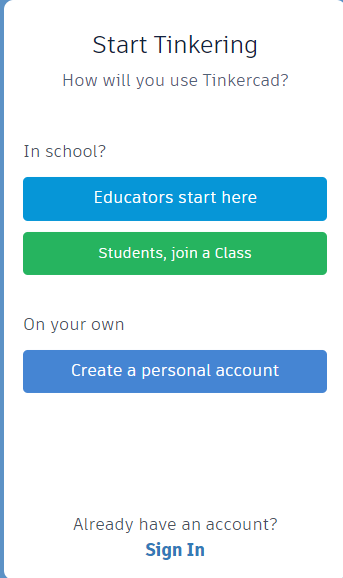 Start Tinkering
How will you use Tinkercad?
In school?
Educators start here
Students, join a Class
On your own
Create a personal account
Already have an account?
Sign In